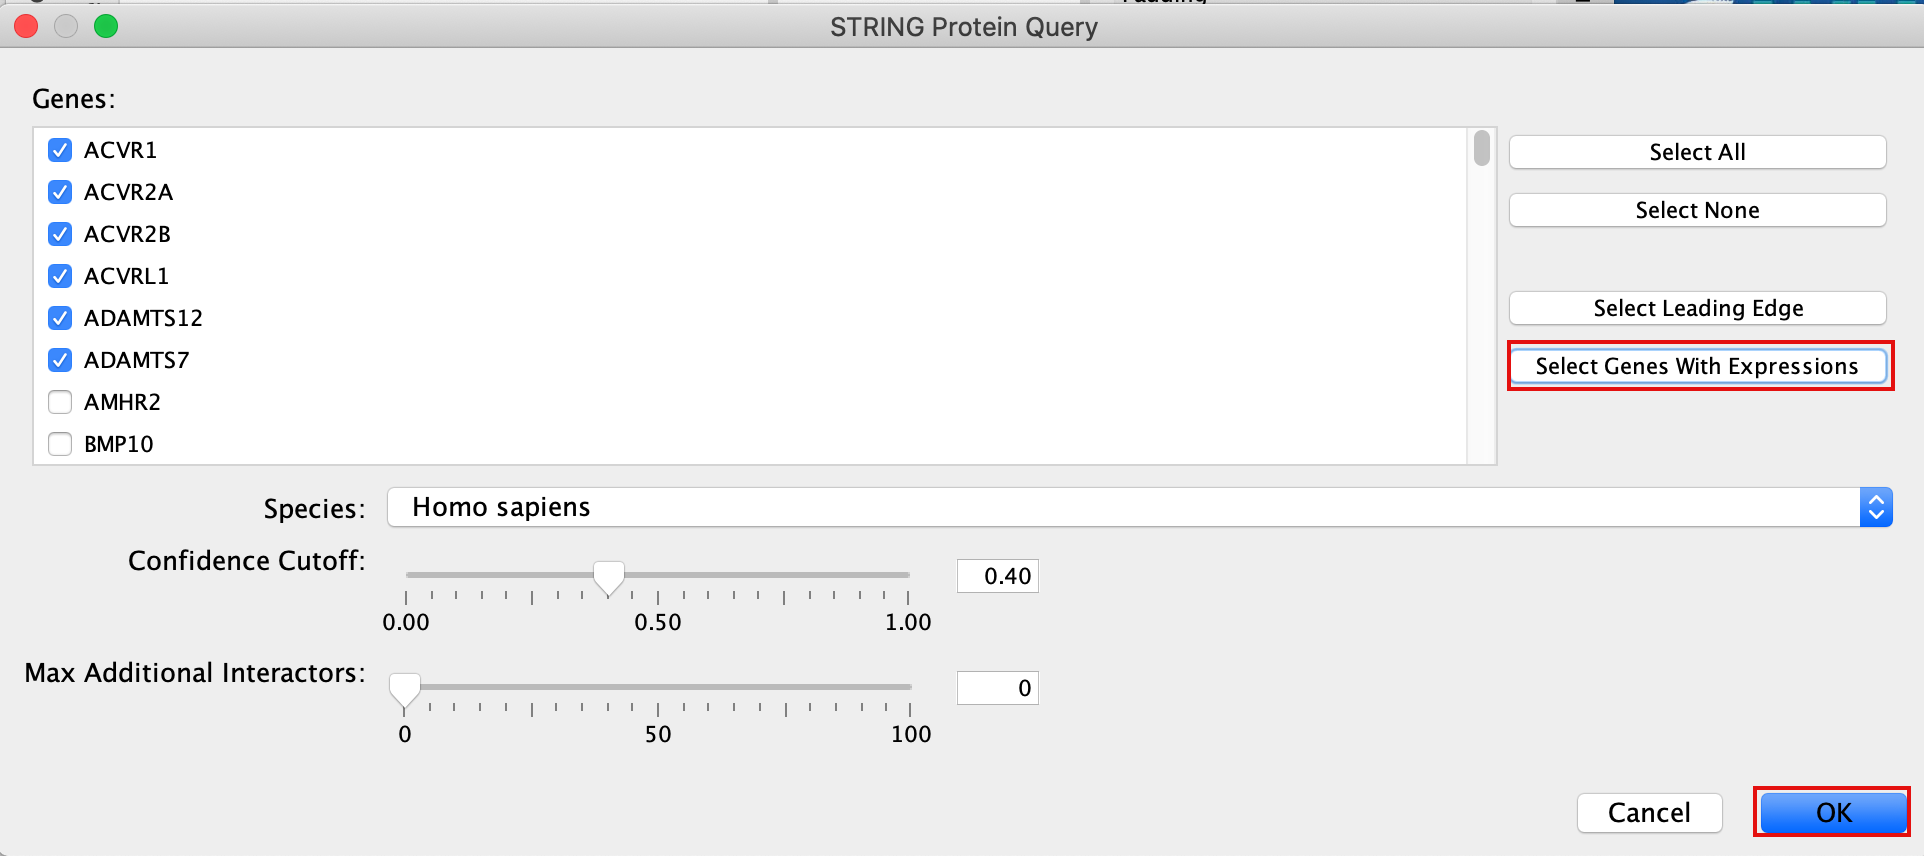 STRING Protein Query
Genes:
ACVR1
ACVR2A
ACVR2B
ACVRL1
ADAMTS12
ADAMTS7
AMHR2
BMP10
Select All
Select None
Select Leading Edge
Select Genes With Expressions
Species: Homo sapiens
Confidence Cutoff: 0.40
0.00 0.50 1.00
Max Additional Interactors: 0
0 50 100
Cancel OK